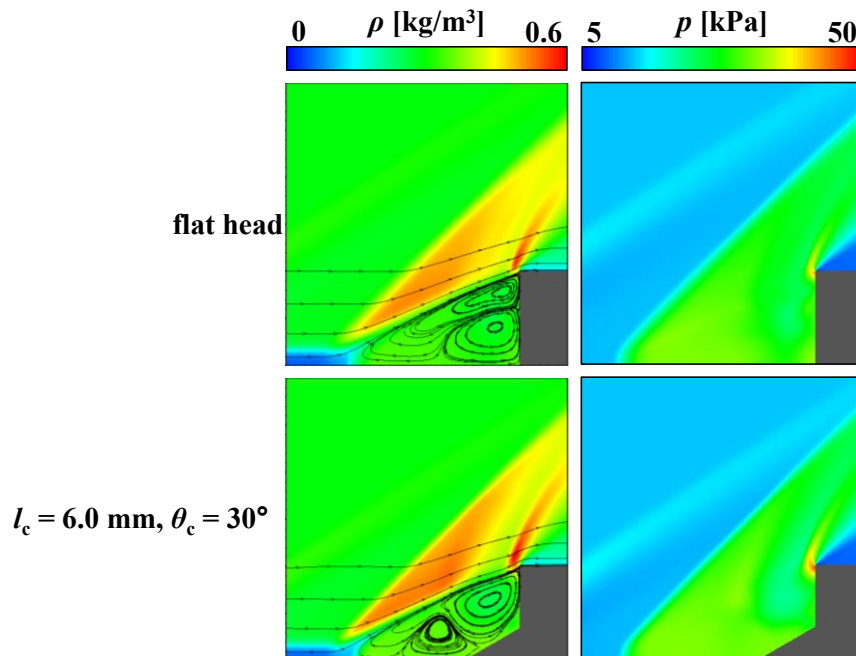 ρ [kg/m³] p [kPa]
0 0.6 5 50
flat head
l_c = 6.0 mm, θ_c = 30°